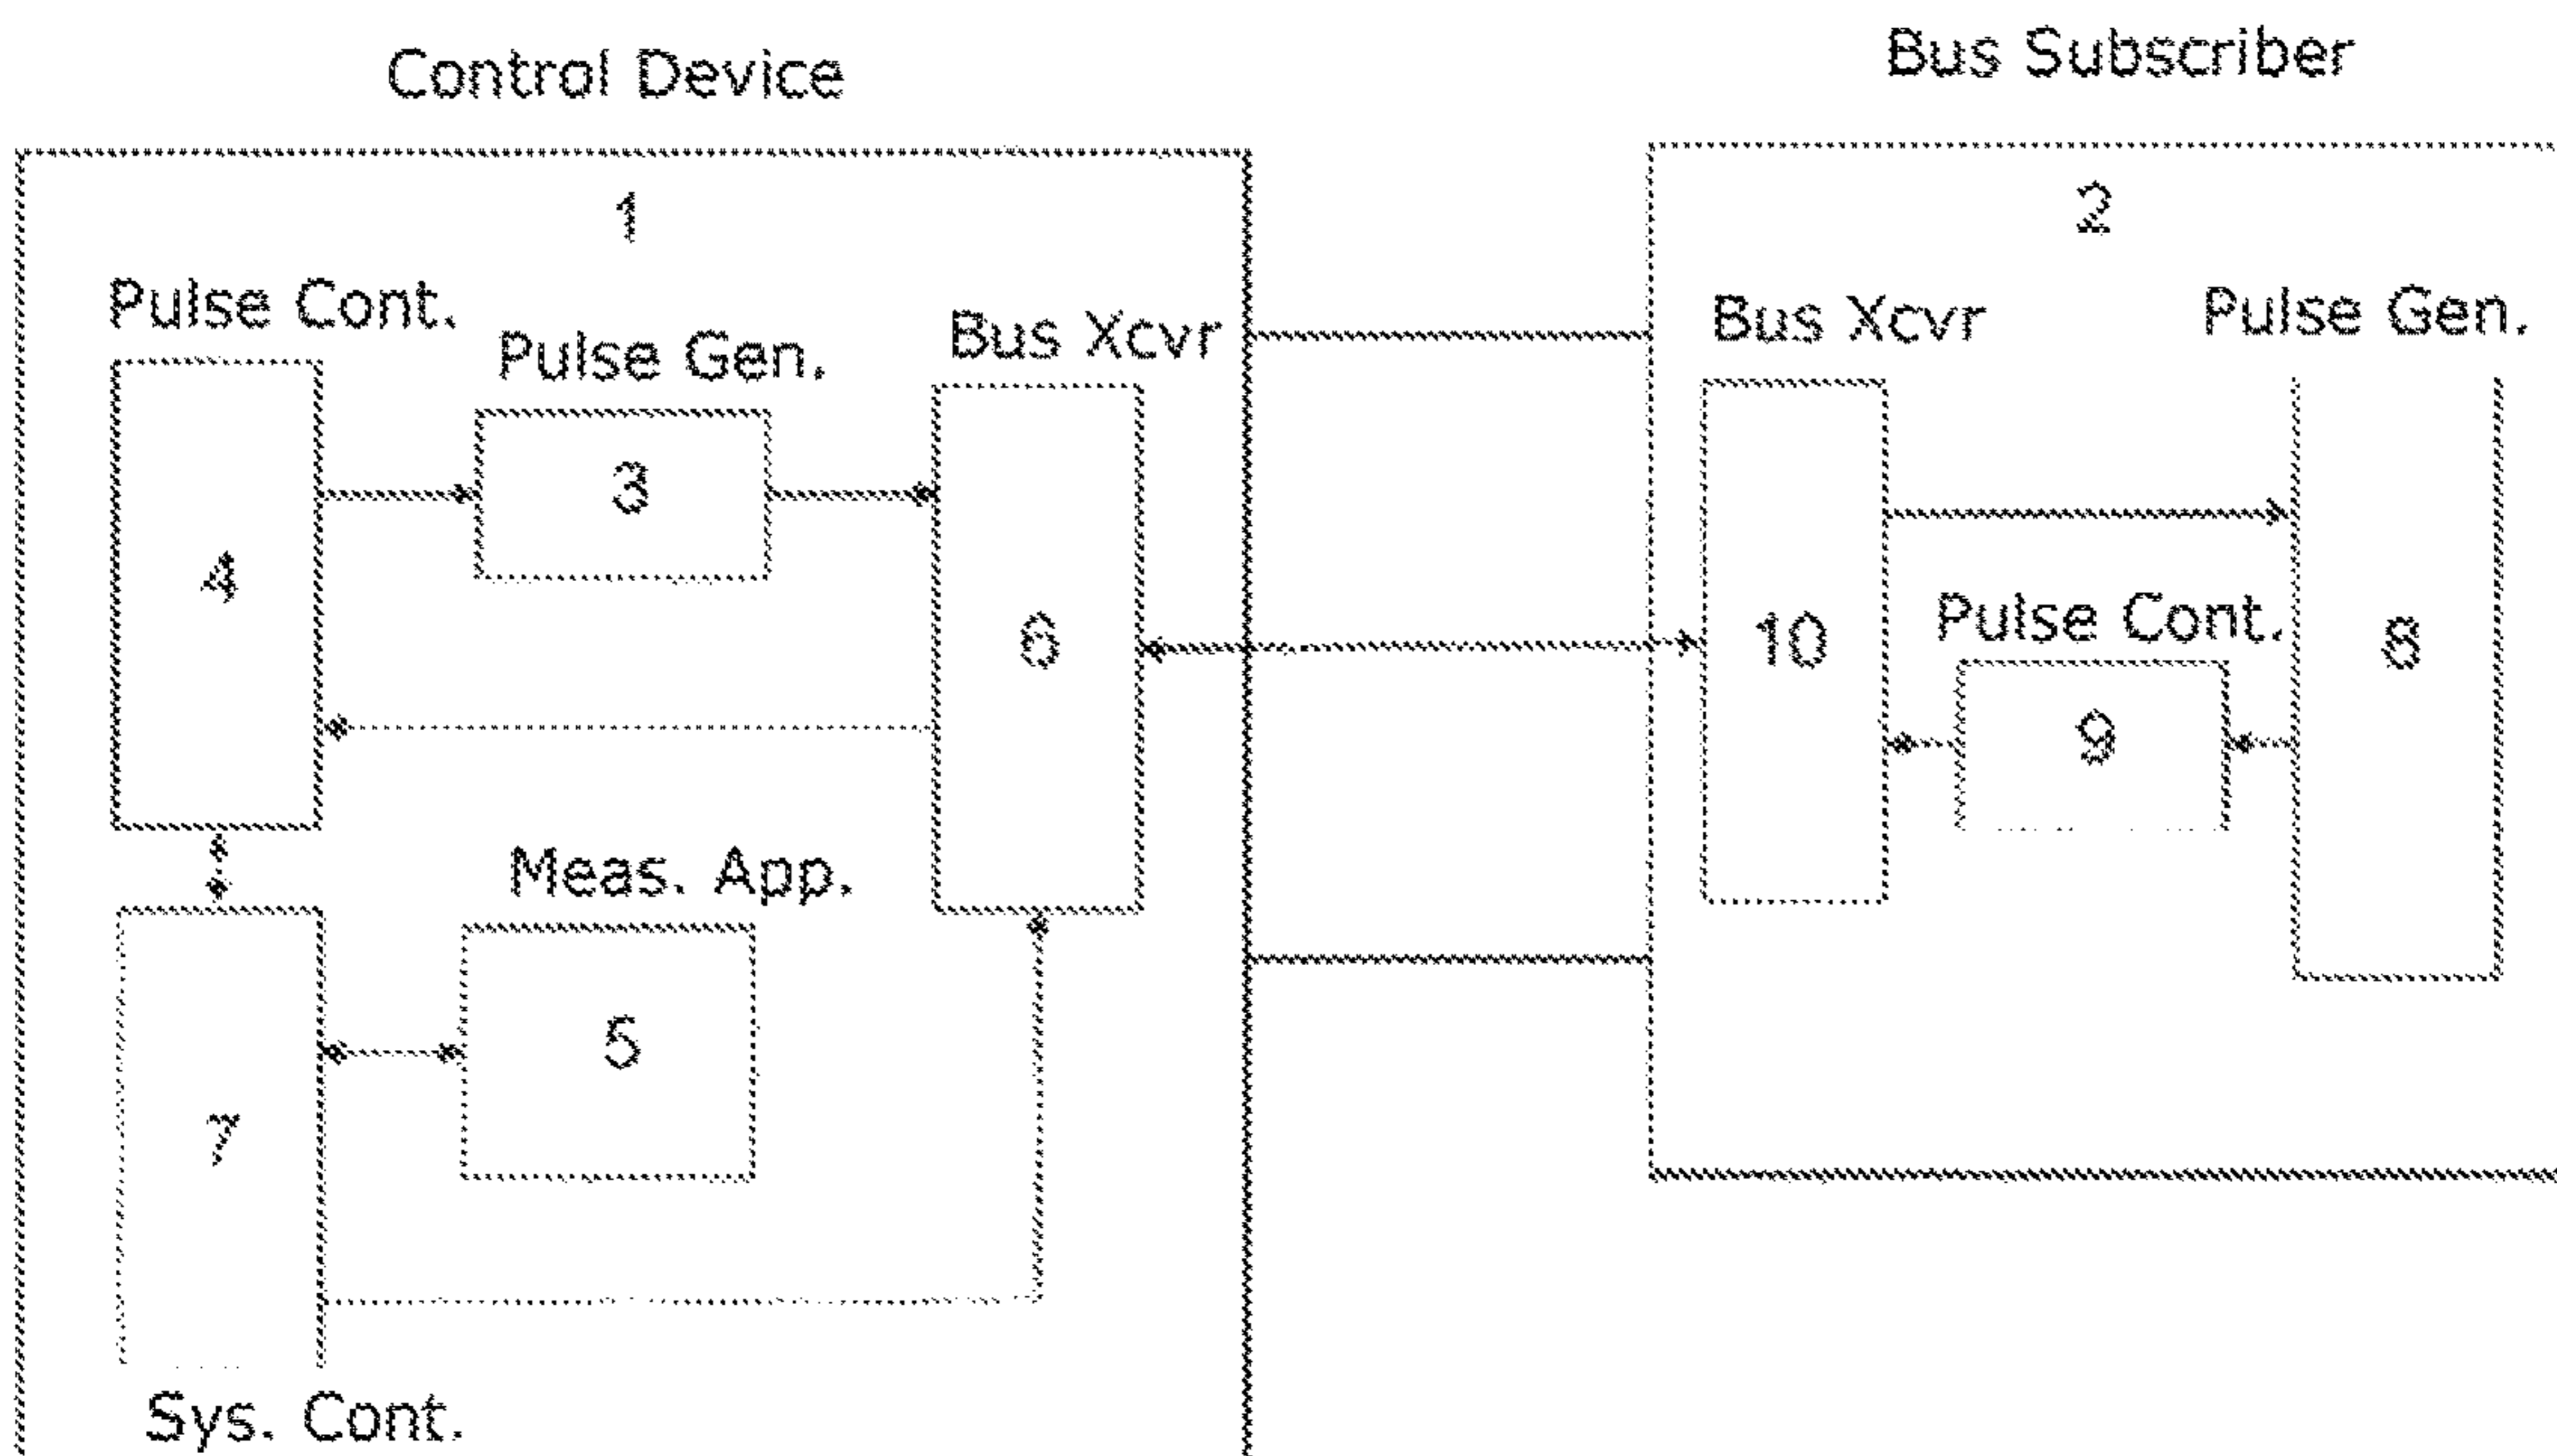 Control Device
Bus Subscriber
1
2
Pulse Cont.
Pulse Gen.
Bus Xcvr
Bus Xcvr
Pulse Gen.
3
4
6
10
Pulse Cont.
8
9
Meas. App.
5
7
Sys. Cont.